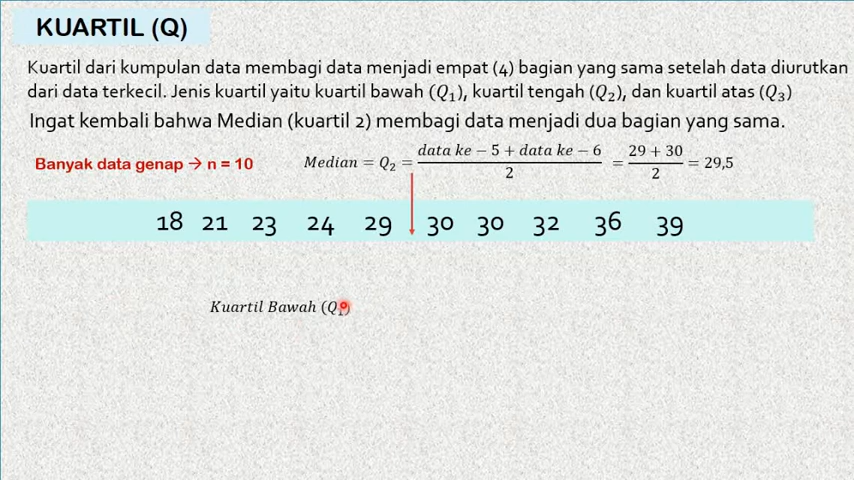 KUARTIL (Q)
Kuartil dari kumpulan data membagi data menjadi empat (4) bagian yang sama setelah data diurutkan
dari data terkecil. Jenis kuartil yaitu kuartil bawah (Q₁), kuartil tengah (Q₂), dan kuartil atas (Q₃)
Ingat kembali bahwa Median (kuartil 2) membagi data menjadi dua bagian yang sama.
Banyak data genap → n = 10
Median = Q₂ = (data ke − 5 + data ke − 6)/2 = (29 + 30)/2 = 29,5
18 21 23 24 29 30 30 32 36 39
Kuartil Bawah (Q₁)